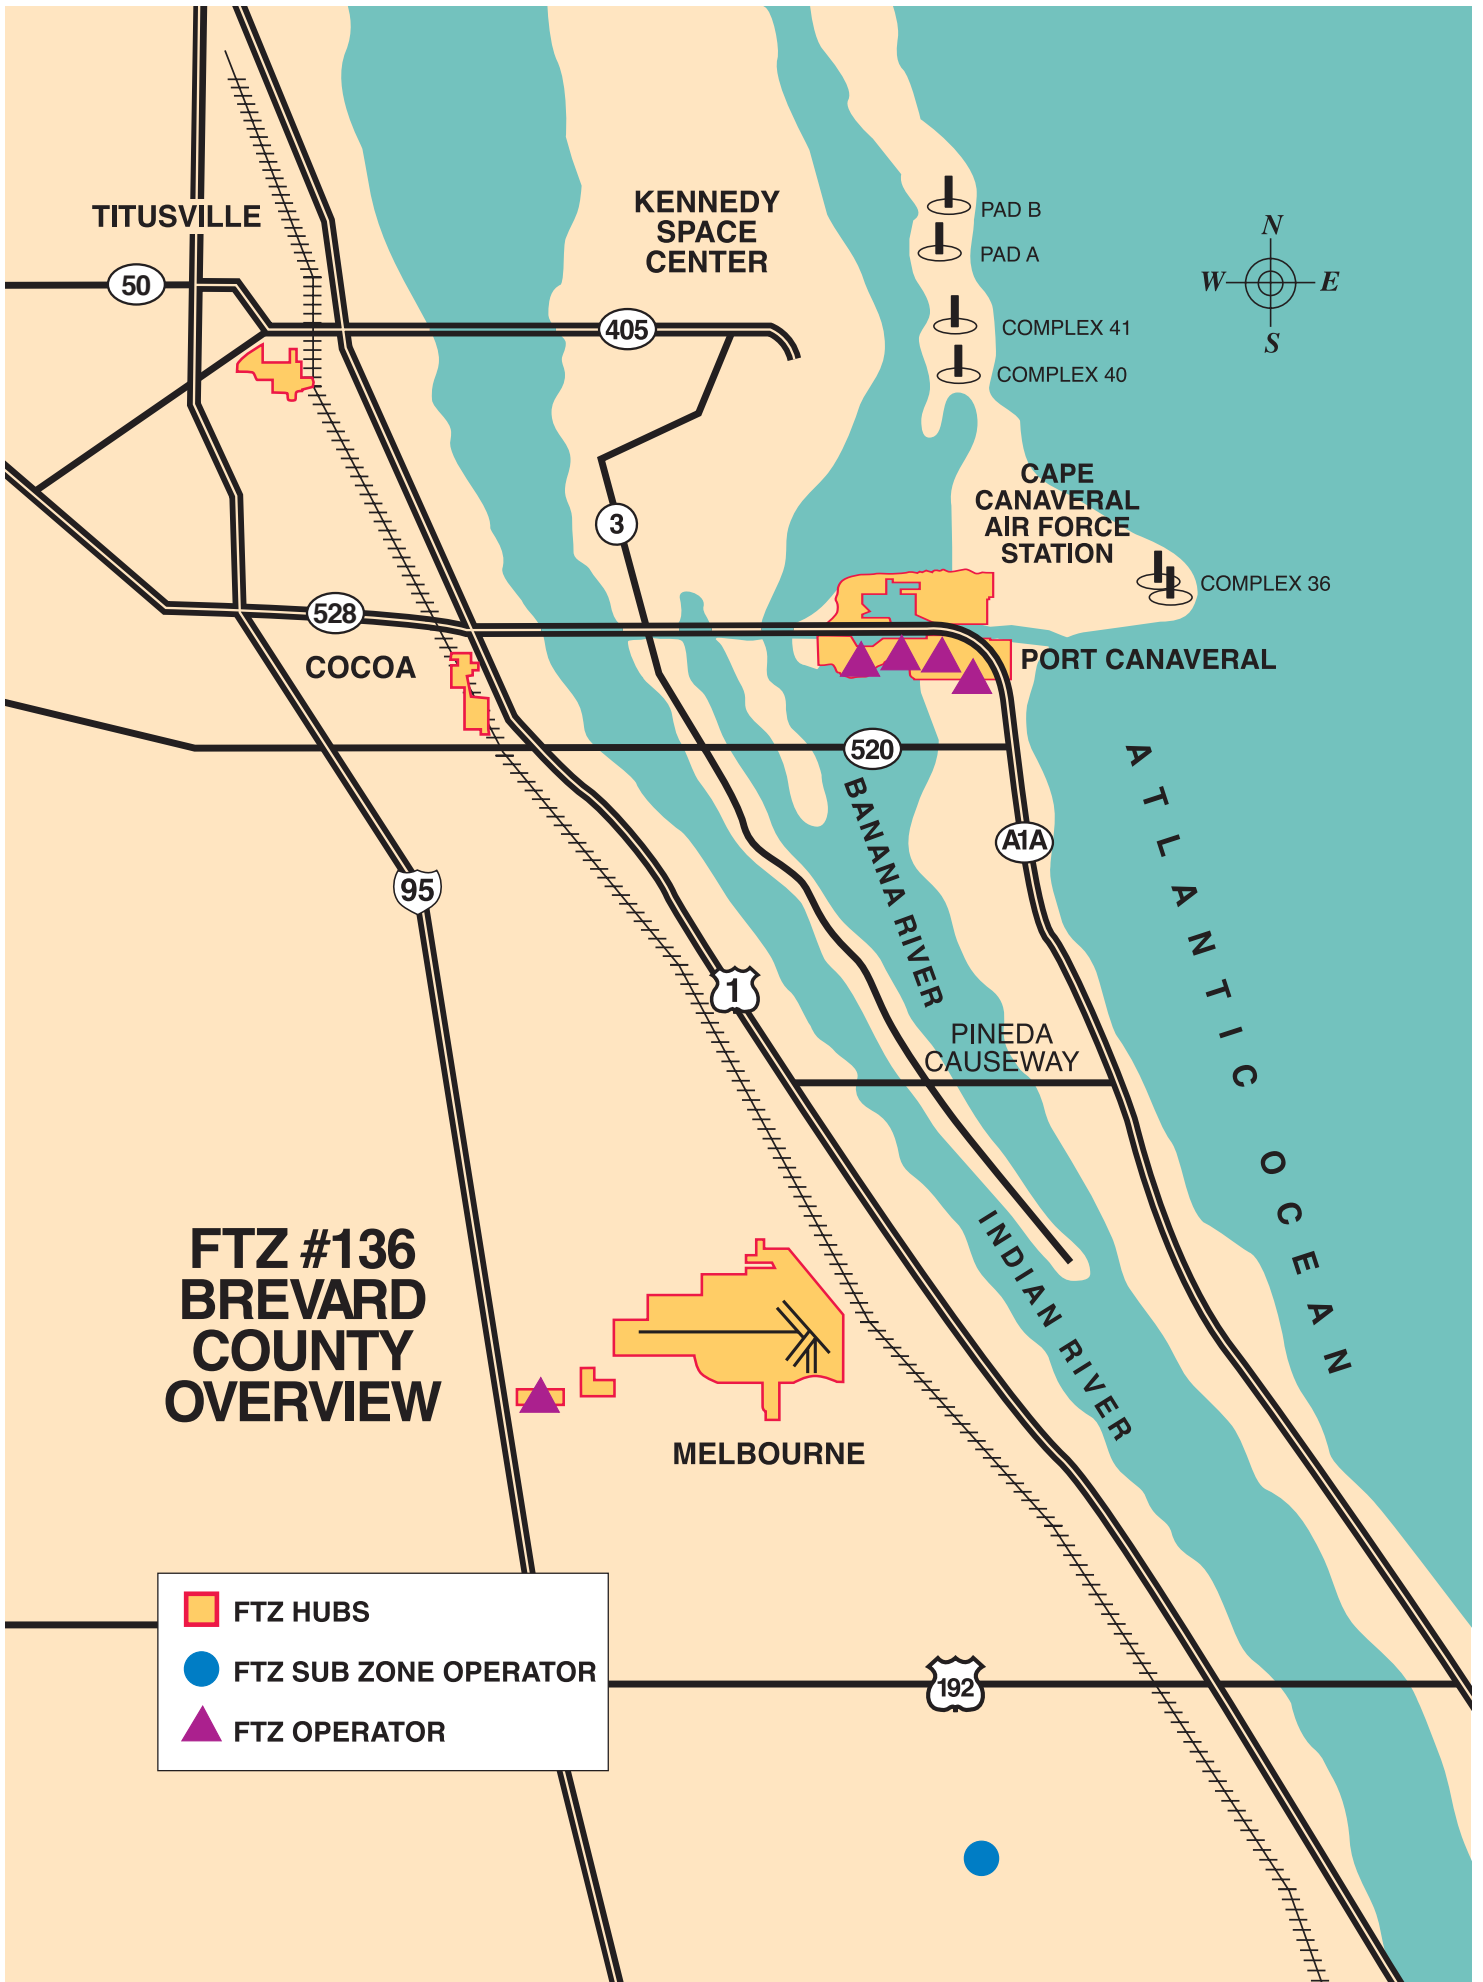 TITUSVILLE
KENNEDY
SPACE
CENTER
PAD B
PAD A
N
W
E
S
50
405
COMPLEX 41
COMPLEX 40
CAPE
CANAVERAL
AIR FORCE
STATION
3
COMPLEX 36
528
COCOA
PORT CANAVERAL
520
BANANA RIVER
A1A
ATLANTIC OCEAN
95
1
PINEDA
CAUSEWAY
INDIAN RIVER
FTZ #136
BREVARD
COUNTY
OVERVIEW
MELBOURNE
FTZ HUBS
FTZ SUB ZONE OPERATOR
FTZ OPERATOR
192